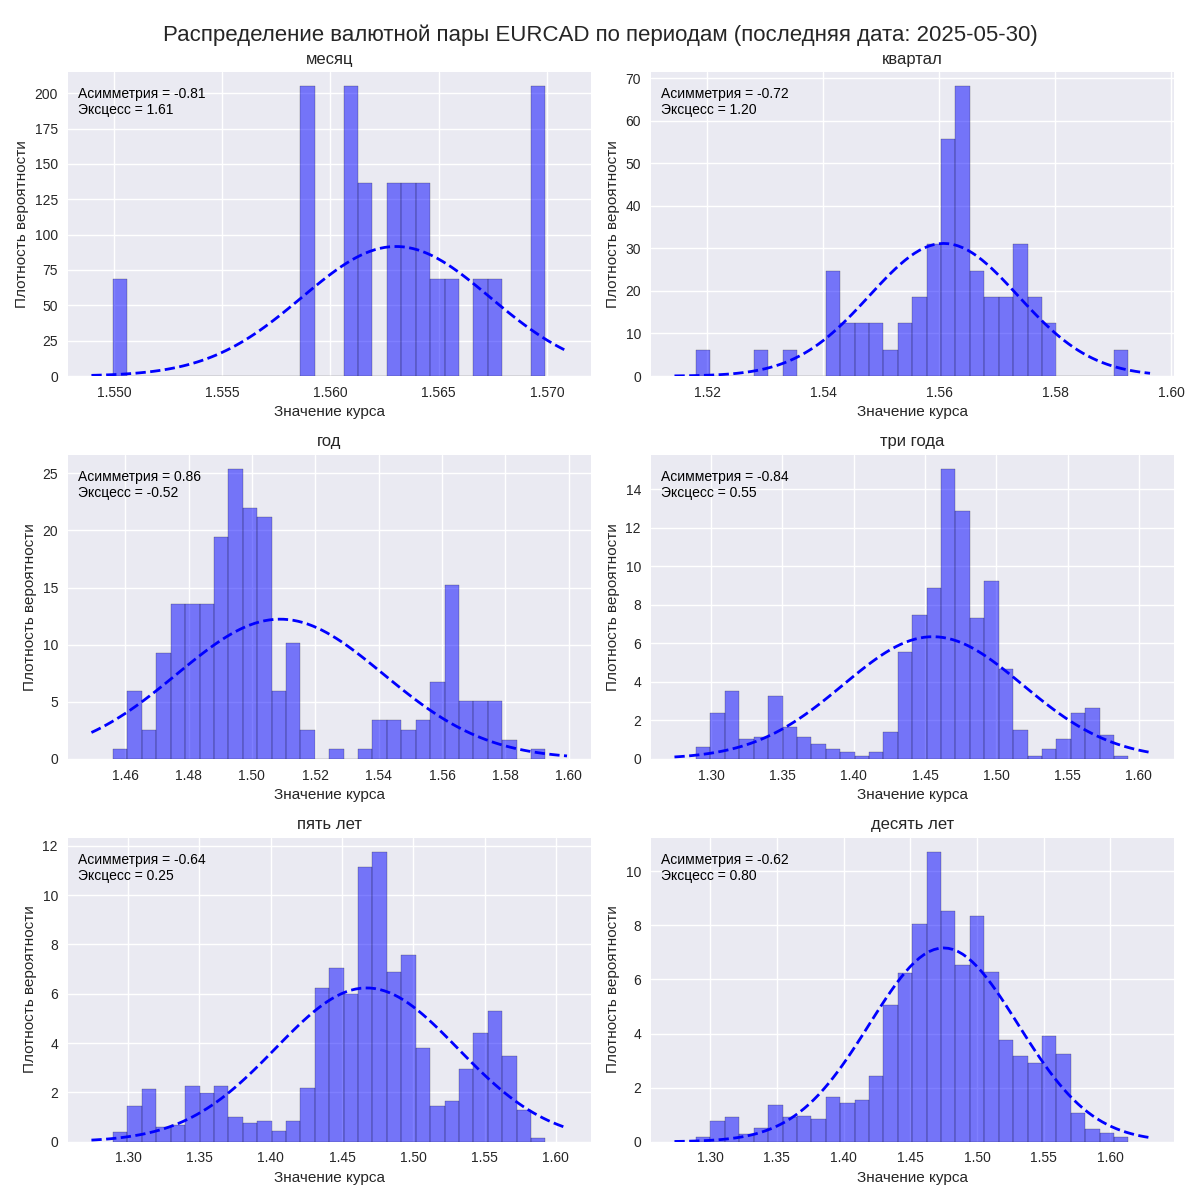 Распределение валютной пары EURCAD по периодам (последняя дата: 2025-05-30)
месяц
Асимметрия = -0.81
Эксцесс = 1.61
Плотность вероятности
200
175
150
125
100
75
50
25
0
1.550 1.555 1.560 1.565 1.570
Значение курса
квартал
Асимметрия = -0.72
Эксцесс = 1.20
Плотность вероятности
70
60
50
40
30
20
10
0
1.52 1.54 1.56 1.58 1.60
Значение курса
год
Асимметрия = 0.86
Эксцесс = -0.52
Плотность вероятности
25
20
15
10
5
0
1.46 1.48 1.50 1.52 1.54 1.56 1.58 1.60
Значение курса
три года
Асимметрия = -0.84
Эксцесс = 0.55
Плотность вероятности
14
12
10
8
6
4
2
0
1.30 1.35 1.40 1.45 1.50 1.55 1.60
Значение курса
пять лет
Асимметрия = -0.64
Эксцесс = 0.25
Плотность вероятности
12
10
8
6
4
2
0
1.30 1.35 1.40 1.45 1.50 1.55 1.60
Значение курса
десять лет
Асимметрия = -0.62
Эксцесс = 0.80
Плотность вероятности
10
8
6
4
2
0
1.30 1.35 1.40 1.45 1.50 1.55 1.60
Значение курса